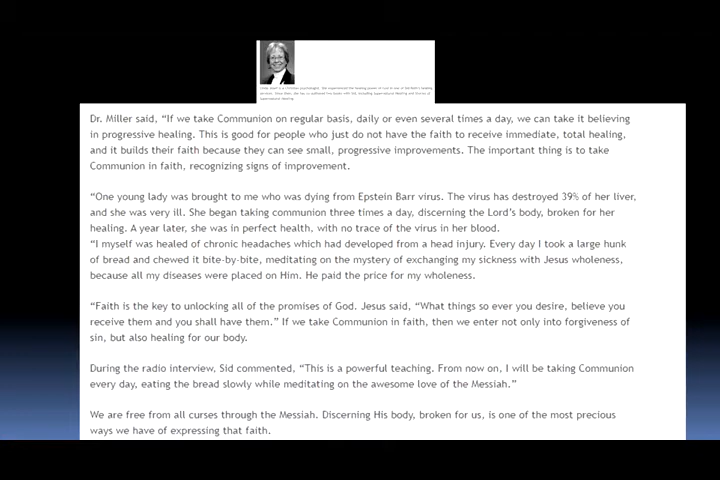 Dr. Miller said, “If we take Communion on regular basis, daily or even several times a day, we can take it believing
in progressive healing. This is good for people who just do not have the faith to receive immediate, total healing,
and it builds their faith because they can see small, progressive improvements. The important thing is to take
Communion in faith, recognizing signs of improvement.
“One young lady was brought to me who was dying from Epstein Barr virus. The virus has destroyed 39% of her liver,
and she was very ill. She began taking communion three times a day, discerning the Lord’s body, broken for her
healing. A year later, she was in perfect health, with no trace of the virus in her blood.
“I myself was healed of chronic headaches which had developed from a head injury. Every day I took a large hunk
of bread and chewed it bite-by-bite, meditating on the mystery of exchanging my sickness with Jesus wholeness,
because all my diseases were placed on Him. He paid the price for my wholeness.
“Faith is the key to unlocking all of the promises of God. Jesus said, “What things so ever you desire, believe you
receive them and you shall have them.” If we take Communion in faith, then we enter not only into forgiveness of
sin, but also healing for our body.
During the radio interview, Sid commented, “This is a powerful teaching. From now on, I will be taking Communion
every day, eating the bread slowly while meditating on the awesome love of the Messiah.”
We are free from all curses through the Messiah. Discerning His body, broken for us, is one of the most precious
ways we have of expressing that faith.